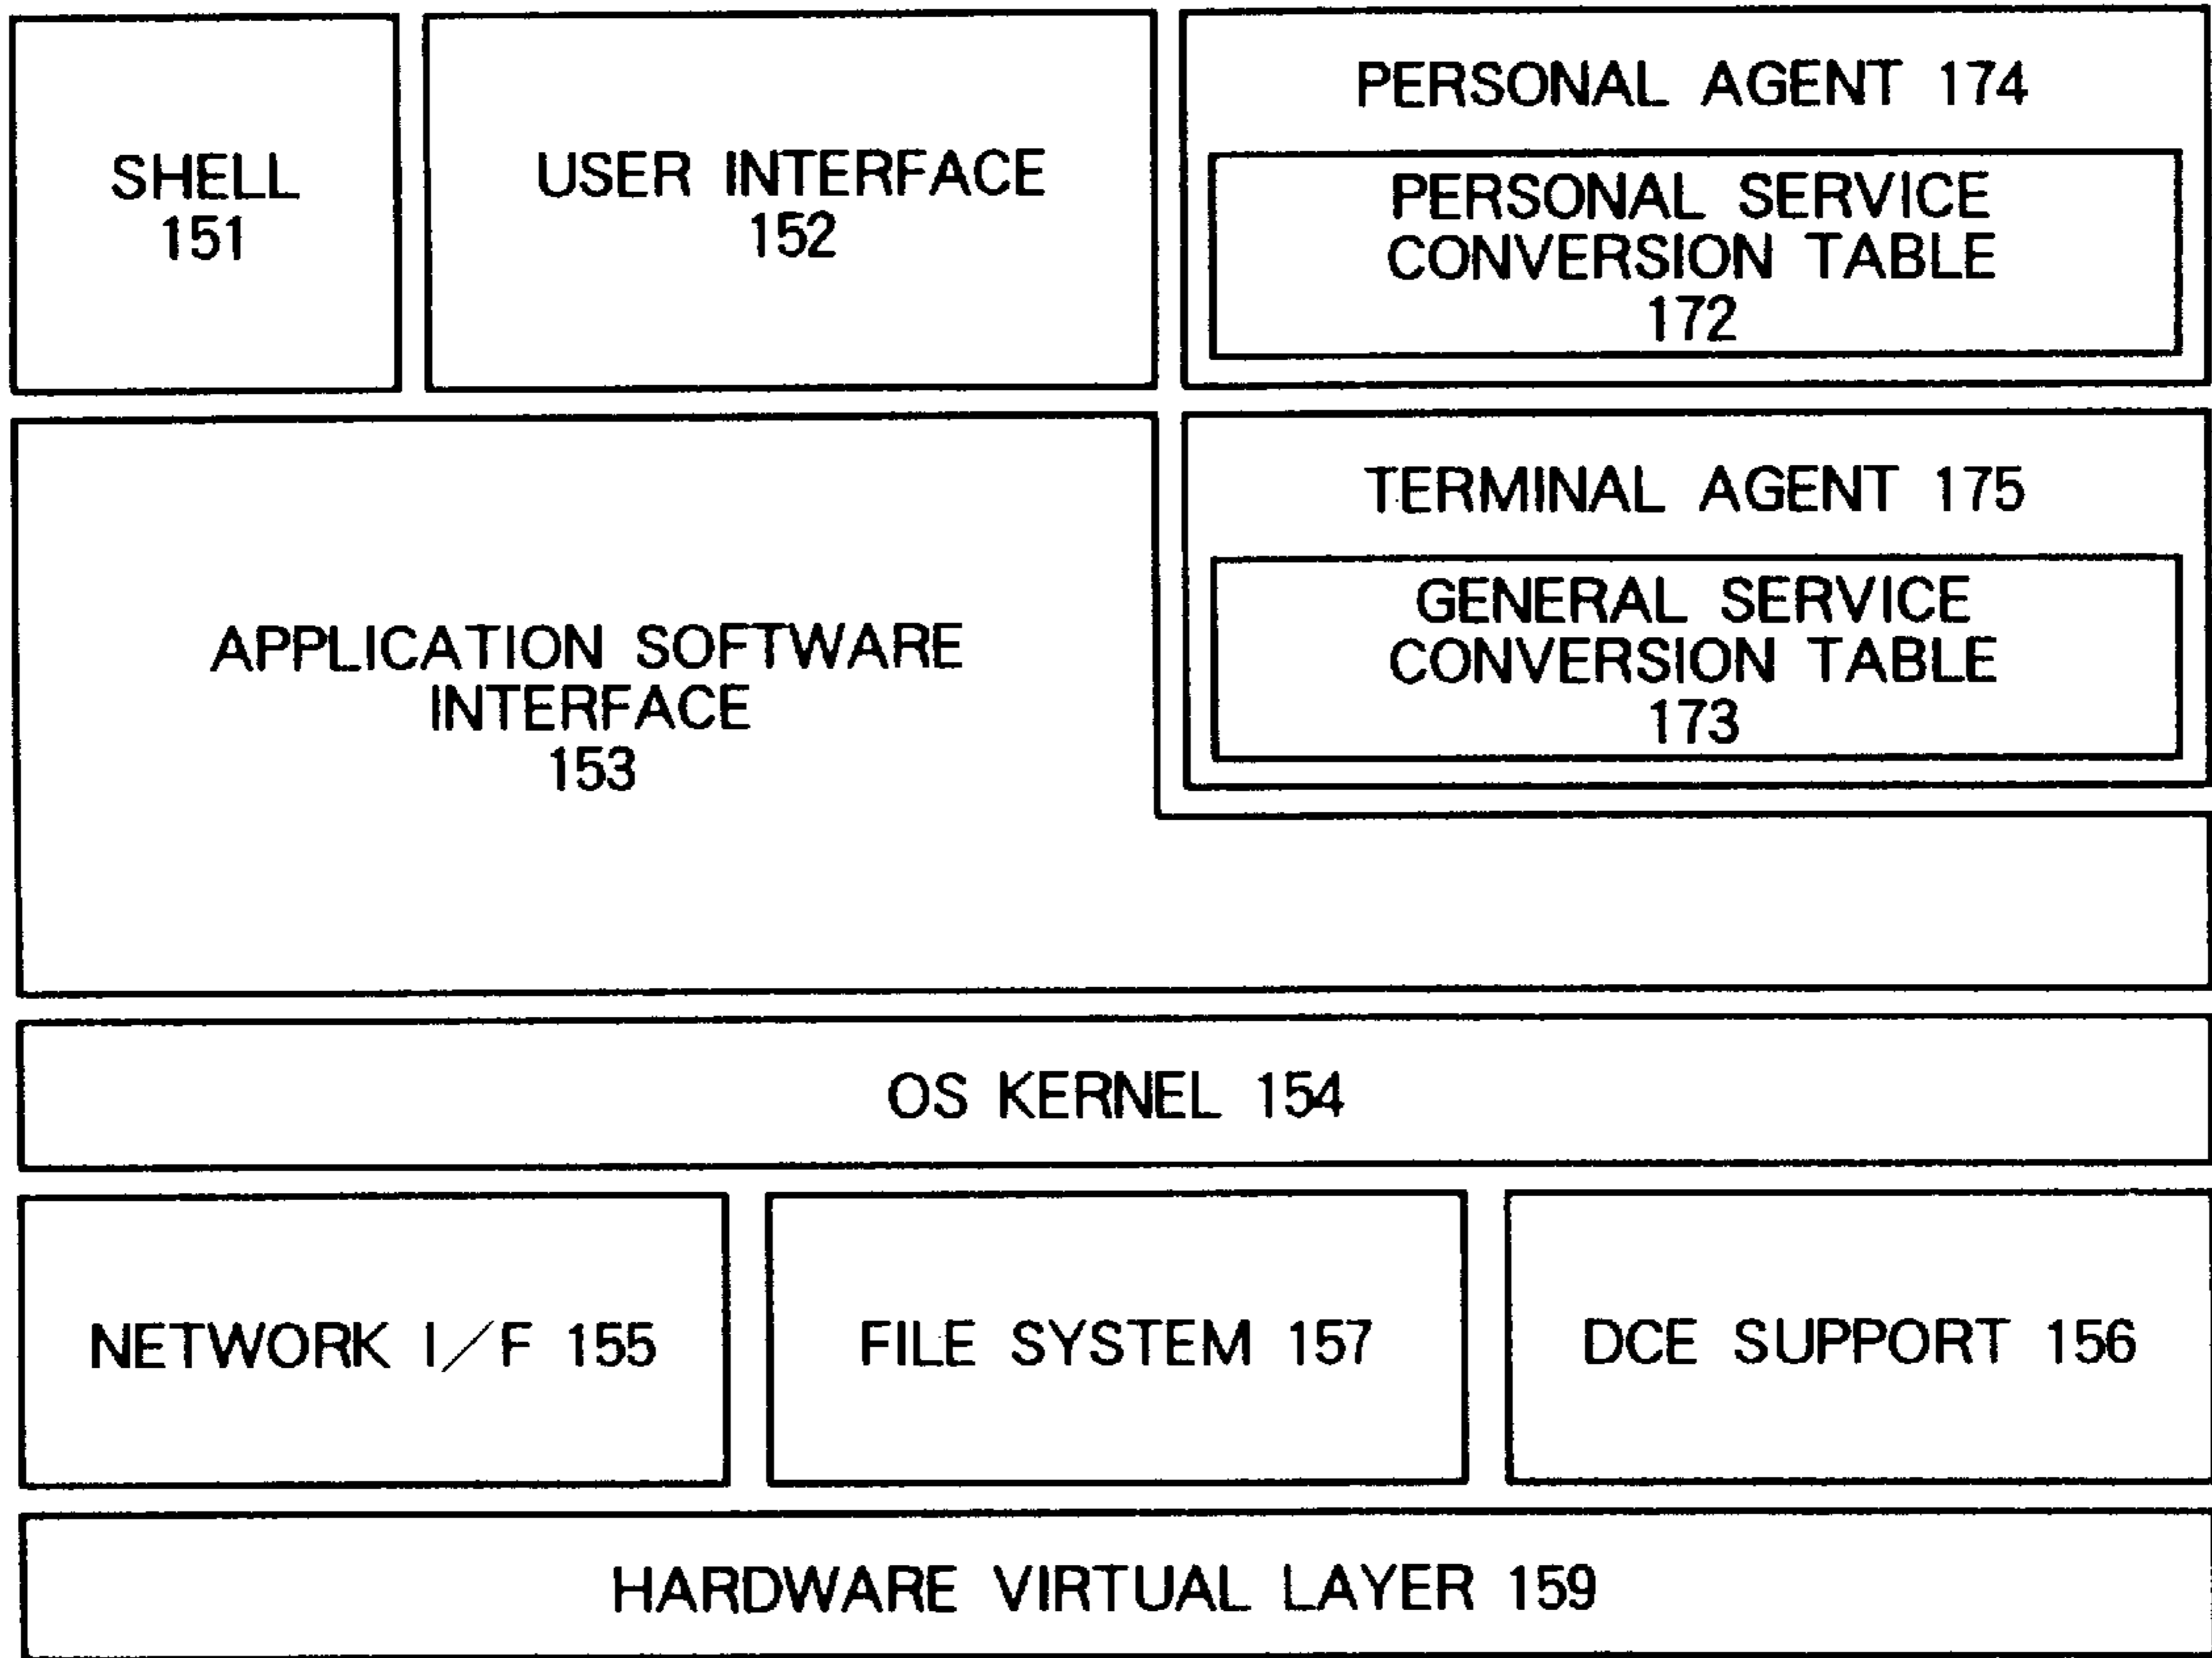 SHELL
151
USER INTERFACE
152
PERSONAL AGENT 174
PERSONAL SERVICE
CONVERSION TABLE
172
APPLICATION SOFTWARE
INTERFACE
153
TERMINAL AGENT 175
GENERAL SERVICE
CONVERSION TABLE
173
OS KERNEL 154
NETWORK I/F 155
FILE SYSTEM 157
DCE SUPPORT 156
HARDWARE VIRTUAL LAYER 159